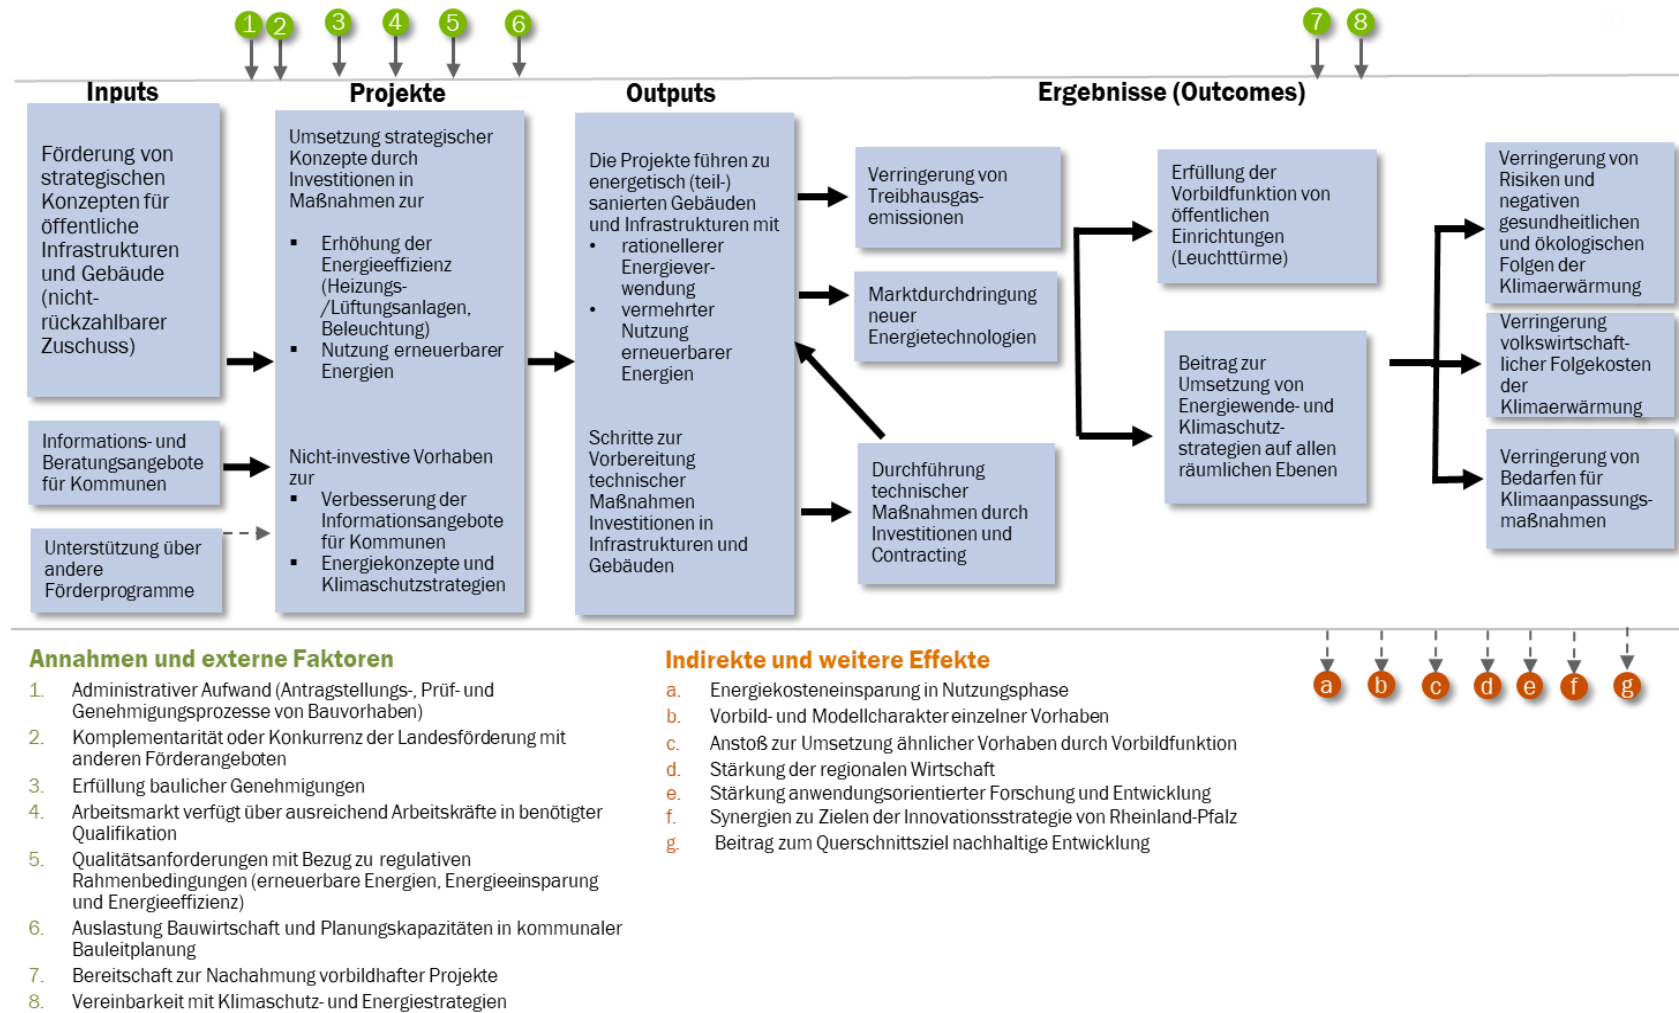 1 2 3 4 5 6 7 8
Inputs
Projekte
Outputs
Ergebnisse (Outcomes)
Förderung von
strategischen
Konzepten für
öffentliche
Infrastrukturen
und Gebäude
(nicht-
rückzahlbarer
Zuschuss)
Informations- und
Beratungsangebote
für Kommunen
Unterstützung über
andere
Förderprogramme
Umsetzung strategischer
Konzepte durch
Investitionen in
Maßnahmen zur
▪ Erhöhung der
Energieeffizienz
(Heizungs-
/Lüftungsanlagen,
Beleuchtung)
▪ Nutzung erneuerbarer
Energien
Nicht-investive Vorhaben
zur
▪ Verbesserung der
Informationsangebote
für Kommunen
▪ Energiekonzepte und
Klimaschutzstrategien
Die Projekte führen zu
energetisch (teil-)
sanierten Gebäuden
und Infrastrukturen mit
• rationellerer
Energiever-
wendung
• vermehrter
Nutzung
erneuerbarer
Energien
Schritte zur
Vorbereitung
technischer
Maßnahmen
Investitionen in
Infrastrukturen und
Gebäuden
Verringerung von
Treibhausgas-
emissionen
Marktdurchdringung
neuer
Energietechnologien
Durchführung
technischer
Maßnahmen durch
Investitionen und
Contracting
Erfüllung der
Vorbildfunktion von
öffentlichen
Einrichtungen
(Leuchttürme)
Beitrag zur
Umsetzung von
Energiewende- und
Klimaschutz-
strategien auf allen
räumlichen Ebenen
Verringerung von
Risiken und
negativen
gesundheitlichen
und ökologischen
Folgen der
Klimaerwärmung
Verringerung
volkswirtschaft-
licher Folgekosten
der
Klimaerwärmung
Verringerung von
Bedarfen für
Klimaanpassungs-
maßnahmen
Annahmen und externe Faktoren
1. Administrativer Aufwand (Antragstellungs-, Prüf- und
Genehmigungsprozesse von Bauvorhaben)
2. Komplementarität oder Konkurrenz der Landesförderung mit
anderen Förderangeboten
3. Erfüllung baulicher Genehmigungen
4. Arbeitsmarkt verfügt über ausreichend Arbeitskräfte in benötigter
Qualifikation
5. Qualitätsanforderungen mit Bezug zu regulativen
Rahmenbedingungen (erneuerbare Energien, Energieeinsparung
und Energieeffizienz)
6. Auslastung Bauwirtschaft und Planungskapazitäten in kommunaler
Bauleitplanung
7. Bereitschaft zur Nachahmung vorbildhafter Projekte
8. Vereinbarkeit mit Klimaschutz- und Energiestrategien
Indirekte und weitere Effekte
a. Energiekosteneinsparung in Nutzungsphase
b. Vorbild- und Modellcharakter einzelner Vorhaben
c. Anstoß zur Umsetzung ähnlicher Vorhaben durch Vorbildfunktion
d. Stärkung der regionalen Wirtschaft
e. Stärkung anwendungsorientierter Forschung und Entwicklung
f. Synergien zu Zielen der Innovationsstrategie von Rheinland-Pfalz
g. Beitrag zum Querschnittsziel nachhaltige Entwicklung
a b c d e f g